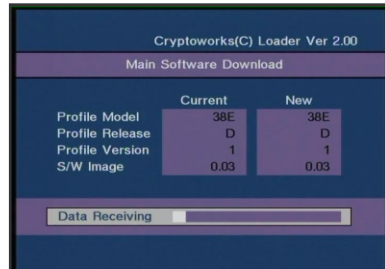 Cryptoworks(C) Loader Ver 2.00
Main Software Download
Current New
Profile Model 38E 38E
Profile Release D D
Profile Version 1 1
S/W Image 0.03 0.03
Data Receiving